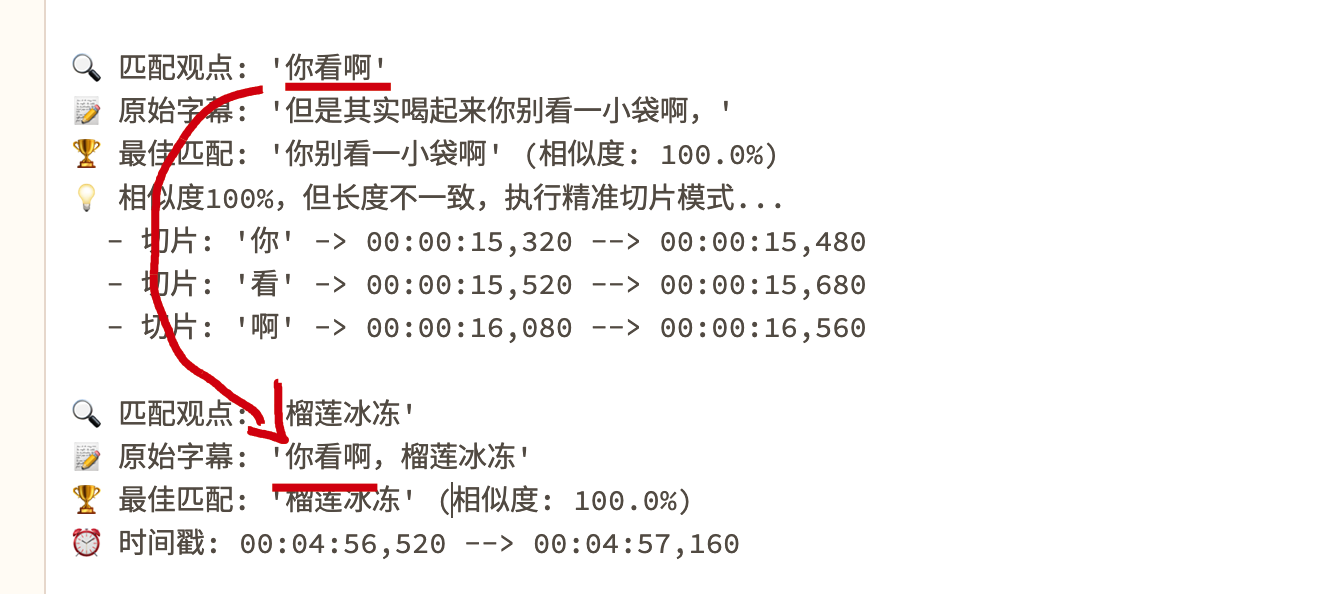 🔍 匹配观点: '你看啊'
📝 原始字幕: '但是其实喝起来你别看一小袋啊，'
🏆 最佳匹配: '你别看一小袋啊' (相似度: 100.0%)
💡 相似度100%，但长度不一致，执行精准切片模式...
- 切片: '你' -> 00:00:15,320 --> 00:00:15,480
- 切片: '看' -> 00:00:15,520 --> 00:00:15,680
- 切片: '啊' -> 00:00:16,080 --> 00:00:16,560
🔍 匹配观点: '榴莲冰冻'
📝 原始字幕: '你看啊，榴莲冰冻'
🏆 最佳匹配: '榴莲冰冻' (相似度: 100.0%)
⏰ 时间戳: 00:04:56,520 --> 00:04:57,160